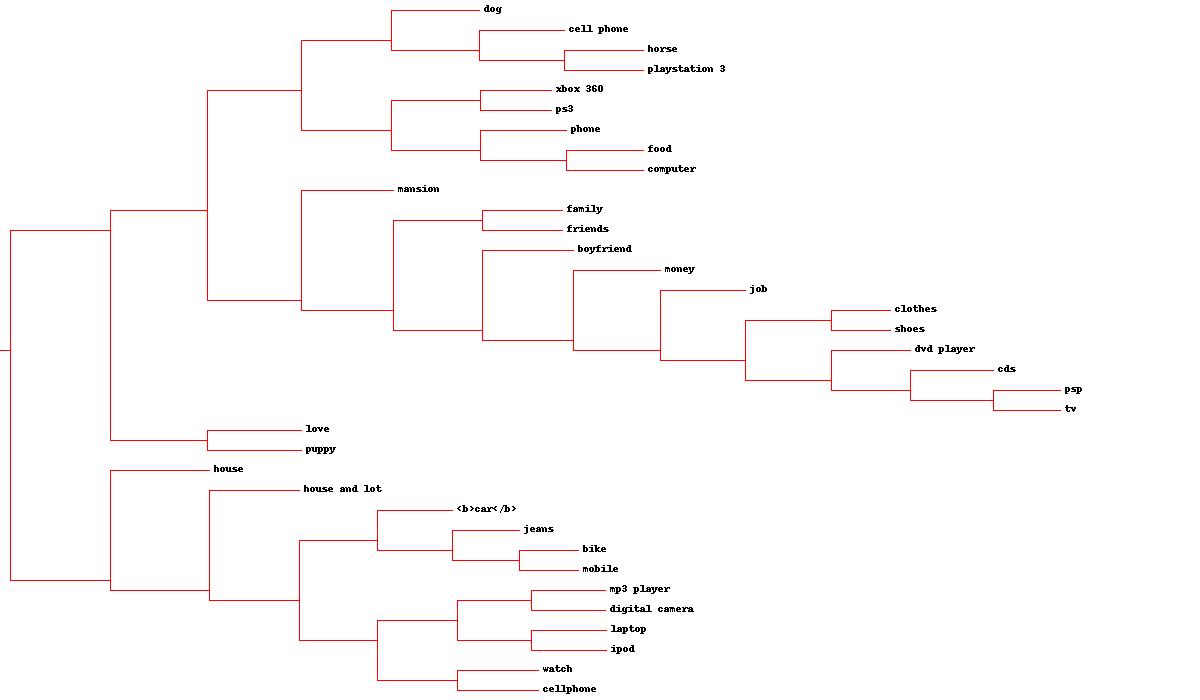 dog
cell phone
horse
playstation 3
xbox 360
ps3
phone
food
computer
mansion
family
friends
boyfriend
money
job
clothes
shoes
dvd player
cds
psp
tv
love
puppy
house
house and lot
<b>car</b>
jeans
bike
mobile
mp3 player
digital camera
laptop
ipod
watch
cellphone